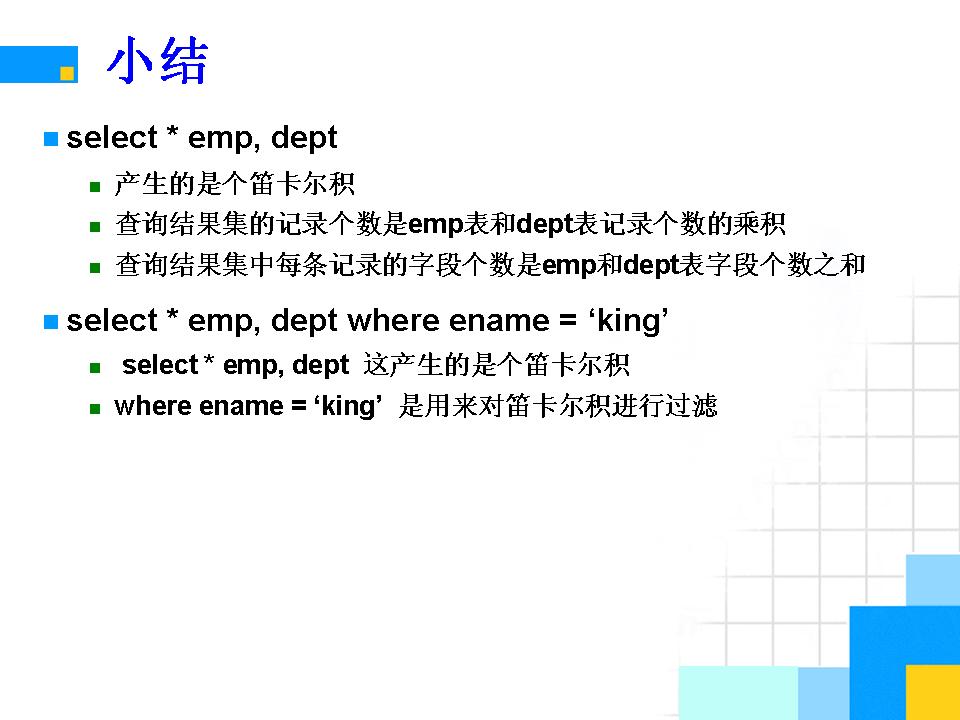 小结
select * emp, dept
产生的是个笛卡尔积
查询结果集的记录个数是emp表和dept表记录个数的乘积
查询结果集中每条记录的字段个数是emp和dept表字段个数之和
select * emp, dept where ename = ‘king’
select * emp, dept 这产生的是个笛卡尔积
where ename = ‘king’ 是用来对笛卡尔积进行过滤